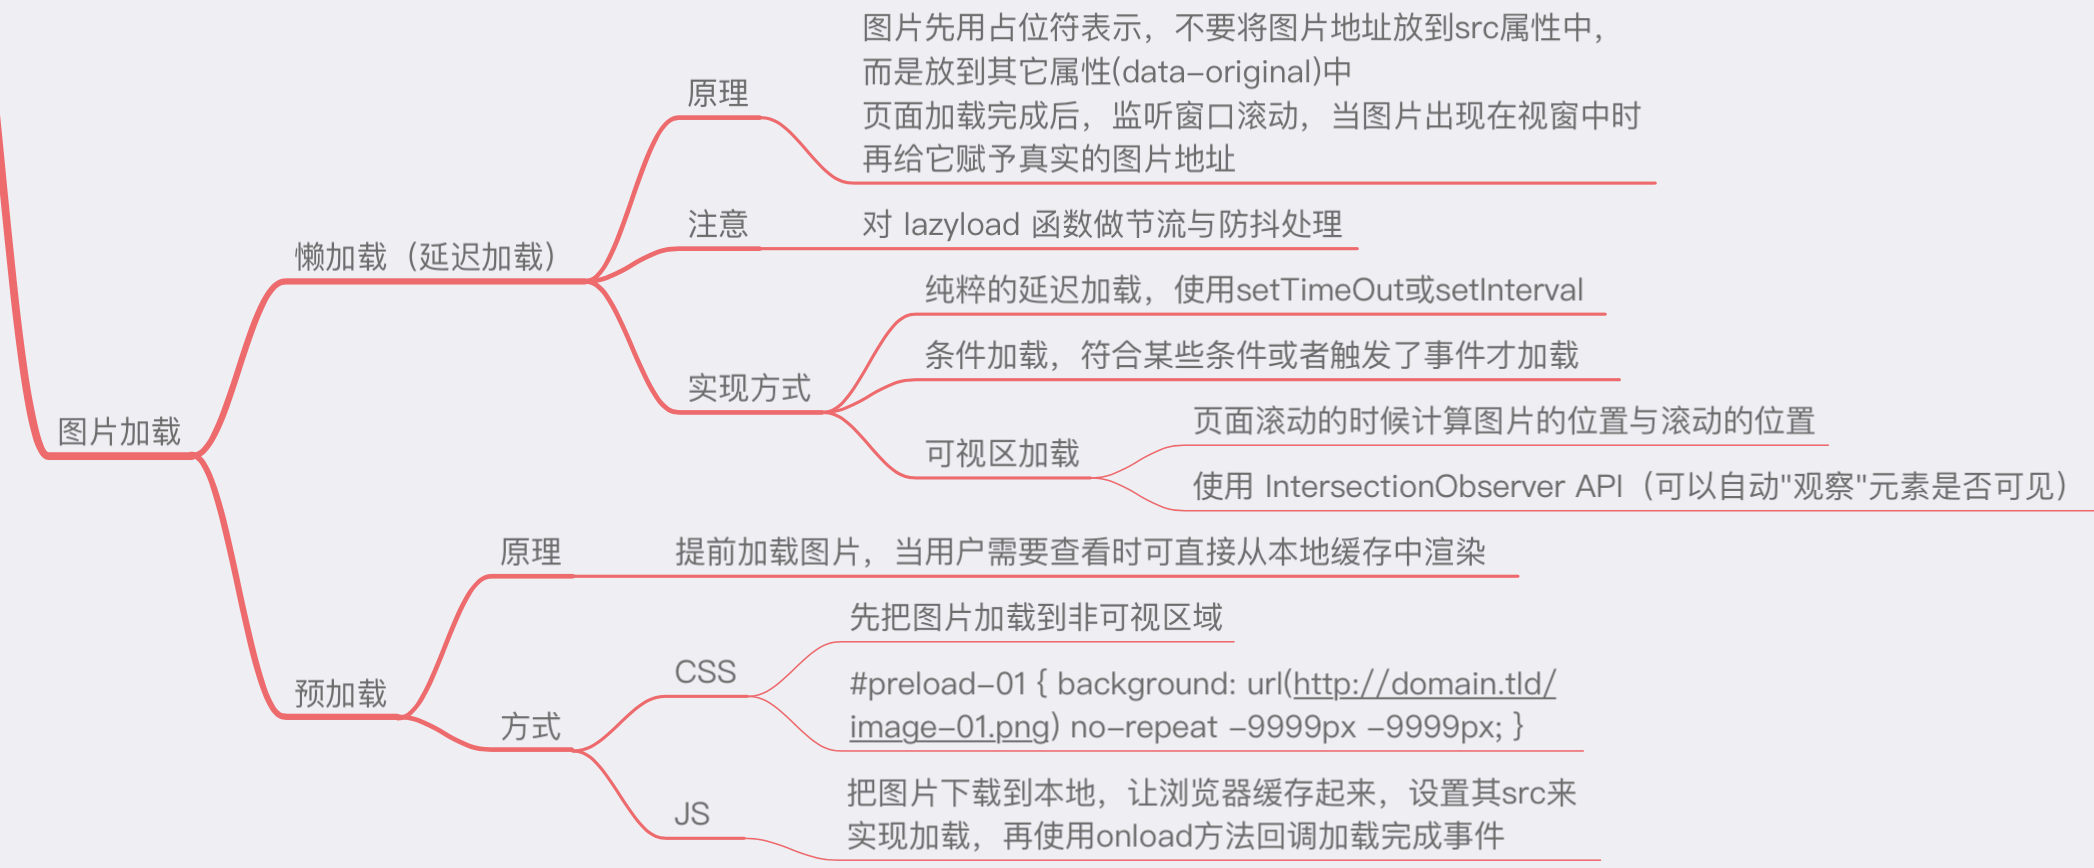 图片加载
懒加载（延迟加载）
原理
图片先用占位符表示，不要将图片地址放到src属性中，
而是放到其它属性(data-original)中
页面加载完成后，监听窗口滚动，当图片出现在视窗中时
再给它赋予真实的图片地址
注意
对 lazyload 函数做节流与防抖处理
实现方式
纯粹的延迟加载，使用setTimeOut或setInterval
条件加载，符合某些条件或者触发了事件才加载
可视区加载
页面滚动的时候计算图片的位置与滚动的位置
使用 IntersectionObserver API（可以自动"观察"元素是否可见）
预加载
原理
提前加载图片，当用户需要查看时可直接从本地缓存中渲染
方式
CSS
先把图片加载到非可视区域
#preload-01 { background: url(http://domain.tld/
image-01.png) no-repeat -9999px -9999px; }
JS
把图片下载到本地，让浏览器缓存起来，设置其src来
实现加载，再使用onload方法回调加载完成事件